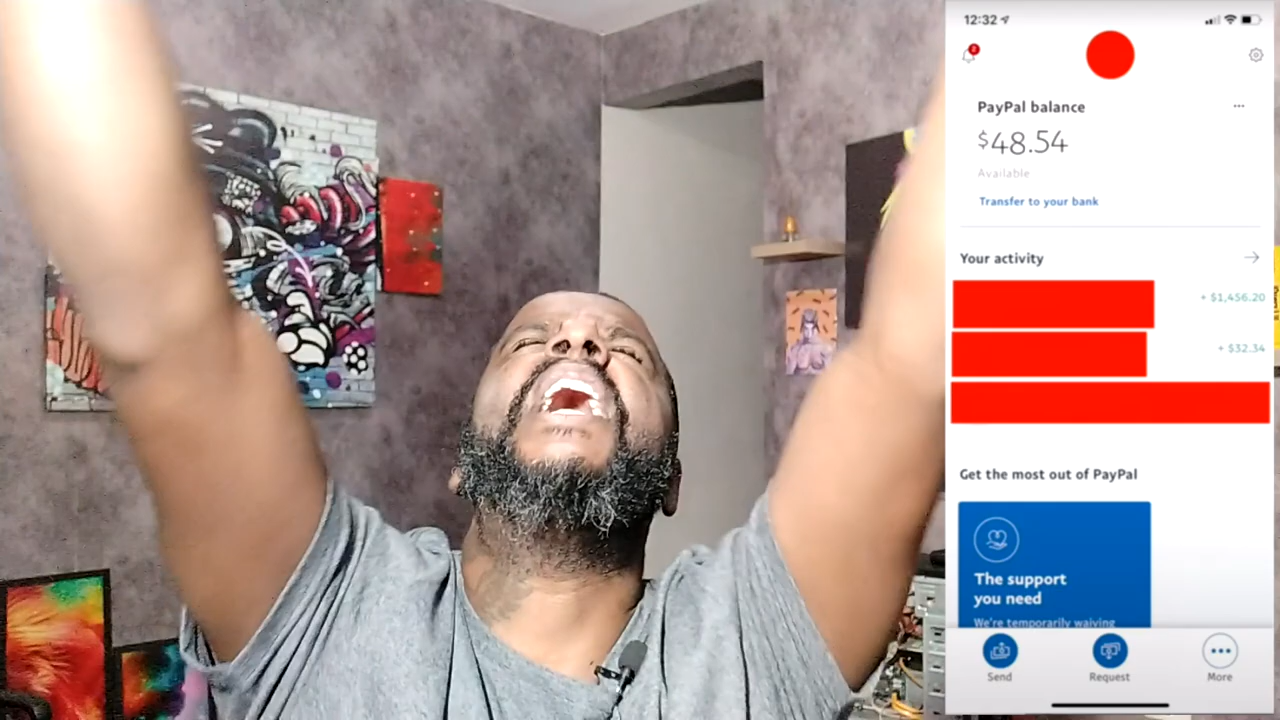 12:32
2
PayPal balance
...
$48.54
Available
Transfer to your bank
Your activity
+ $1,456.20
+ $32.34
Get the most out of PayPal
The support
you need
We're temporarily waiving
Send
Request
More